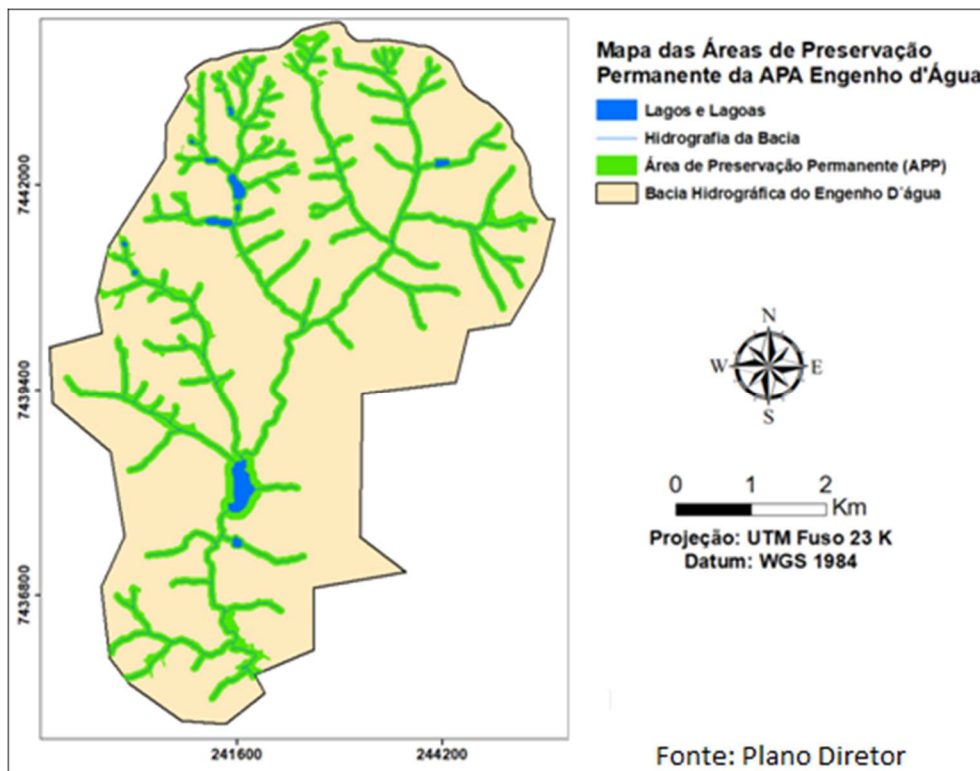 Mapa das Áreas de Preservação
Permanente da APA Engenho d'Água
Lagos e Lagoas
Hidrografia da Bacia
Área de Preservação Permanente (APP)
Bacia Hidrográfica do Engenho D´água
7442000
7439400
7436800
241600
244200
N
W
E
S
0 1 2
Km
Projeção: UTM Fuso 23 K
Datum: WGS 1984
Fonte: Plano Diretor